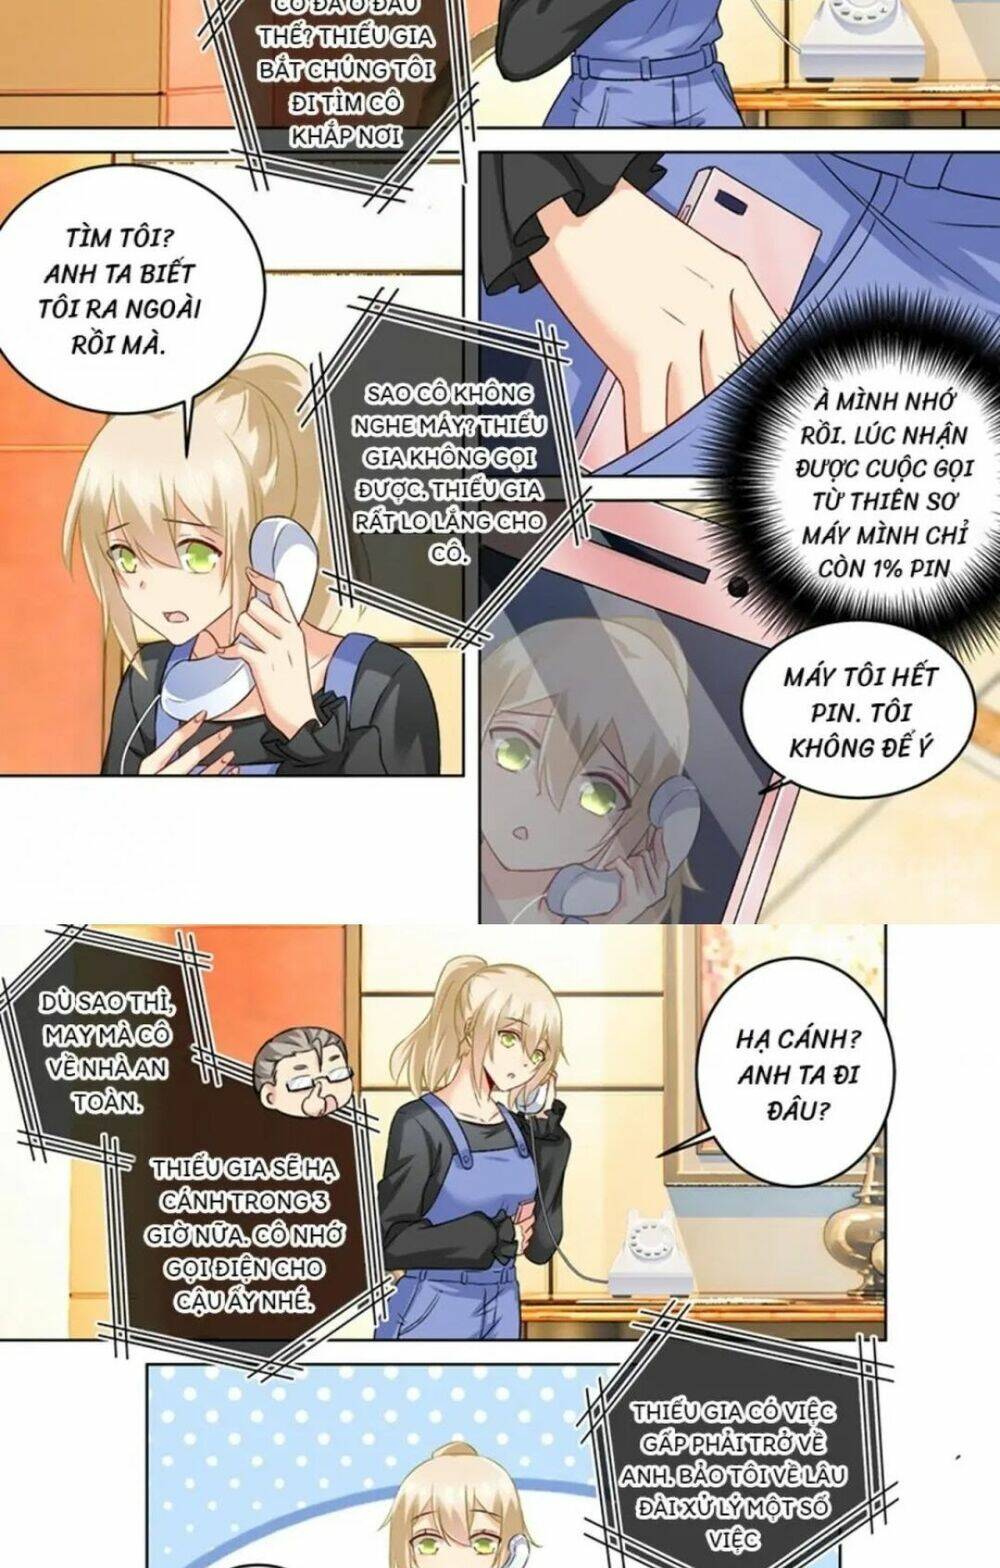 CÔ ĐÃ Ở ĐÂU
THẾ? THIẾU GIA
BẮT CHÚNG TÔI
ĐI TÌM CÔ
KHẮP NƠI
TÌM TÔI?
ANH TA BIẾT
TÔI RA NGOÀI
RỒI MÀ.
SAO CÔ KHÔNG
NGHE MÁY? THIẾU
GIA KHÔNG GỌI
ĐƯỢC. THIẾU GIA
RẤT LO LẮNG CHO
CÔ.
À MÌNH NHỚ
RỒI. LÚC NHẬN
ĐƯỢC CUỘC GỌI
TỪ THIÊN SƠ
MÁY MÌNH CHỈ
CÒN 1% PIN
MÁY TÔI HẾT
PIN. TÔI
KHÔNG ĐỂ Ý
DÙ SAO THÌ,
MAY MÀ CÔ
VỀ NHÀ AN
TOÀN.
THIẾU GIA SẼ HẠ
CÁNH TRONG 3
GIỜ NỮA. CÔ NHỚ
GỌI ĐIỆN CHO
CẬU ẤY NHÉ.
HẠ CÁNH?
ANH TA ĐI
ĐÂU?
THIẾU GIA CÓ VIỆC
GẤP PHẢI TRỞ VỀ
ANH. BẢO TÔI VỀ LÂU
ĐÀI XỬ LÝ MỘT SỐ
VIỆC